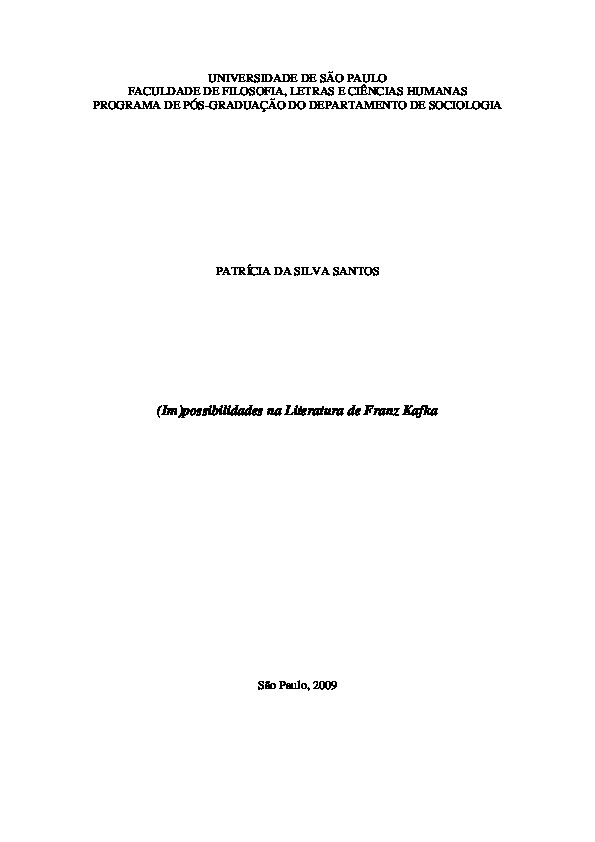 UNIVERSIDADE DE SÃO PAULO
FACULDADE DE FILOSOFIA, LETRAS E CIÊNCIAS HUMANAS
PROGRAMA DE PÓS-GRADUAÇÃO DO DEPARTAMENTO DE SOCIOLOGIA
PATRÍCIA DA SILVA SANTOS
(Im)possibilidades na Literatura de Franz Kafka
São Paulo, 2009